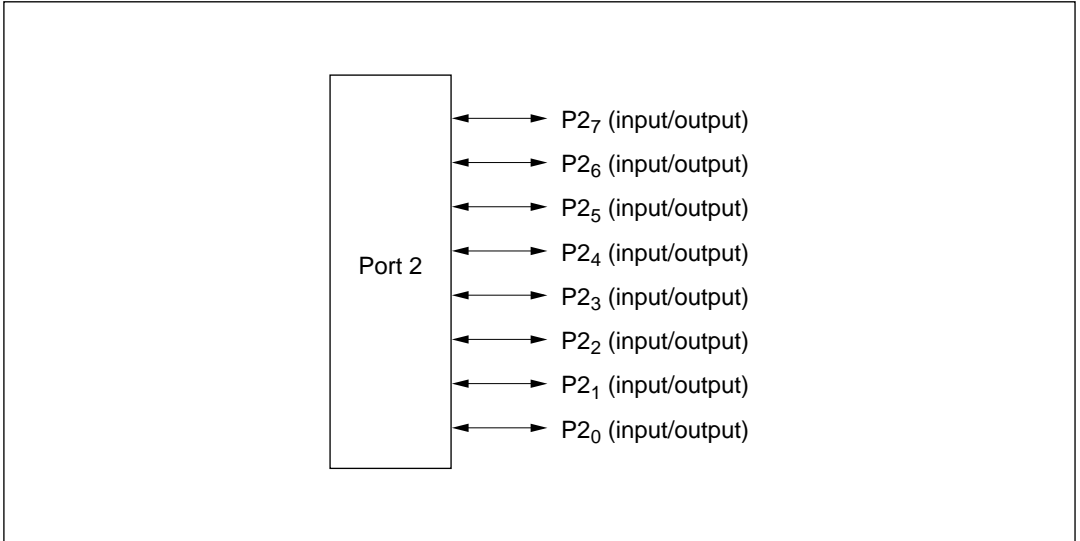 P2₇ (input/output)
P2₆ (input/output)
P2₅ (input/output)
P2₄ (input/output)
Port 2
P2₃ (input/output)
P2₂ (input/output)
P2₁ (input/output)
P2₀ (input/output)